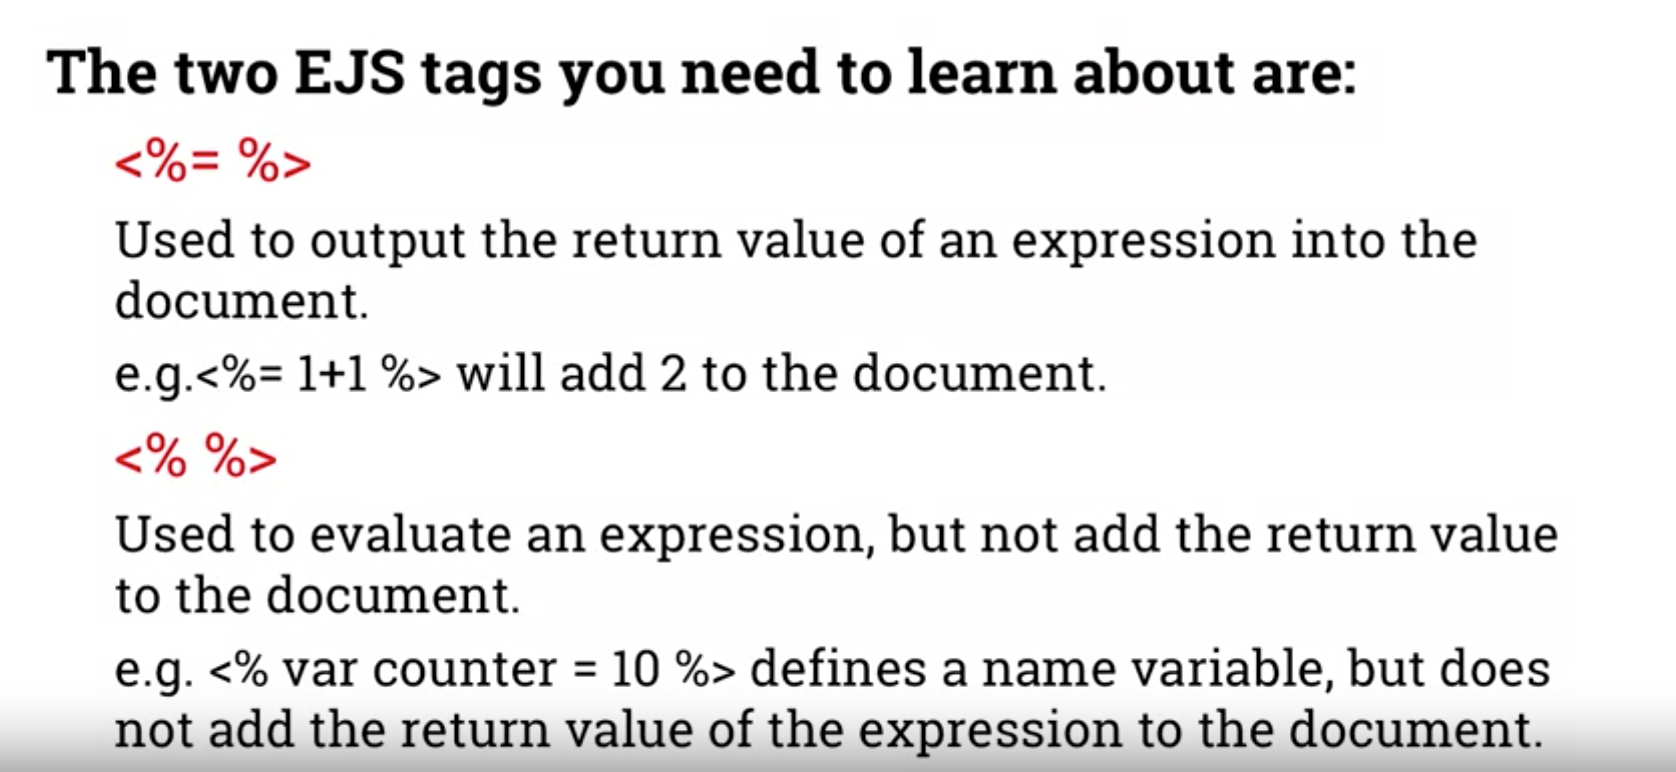 The two EJS tags you need to learn about are:
<%= %>
Used to output the return value of an expression into the
document.
e.g.<%= 1+1 %> will add 2 to the document.
<% %>
Used to evaluate an expression, but not add the return value
to the document.
e.g. <% var counter = 10 %> defines a name variable, but does
not add the return value of the expression to the document.